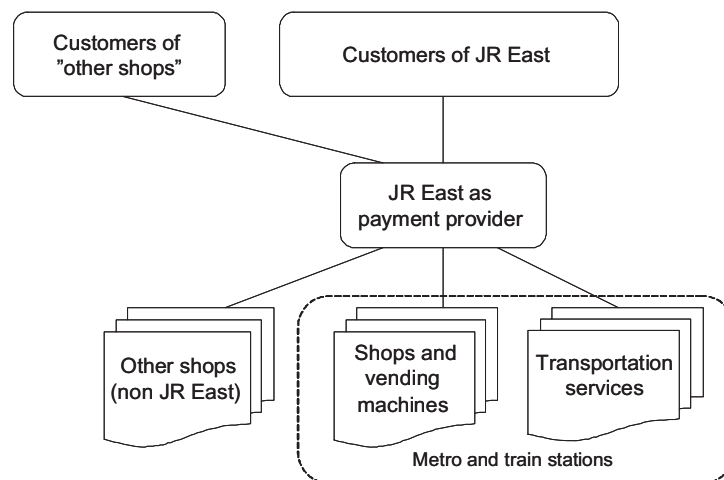 Customers of
”other shops”
Customers of JR East
JR East as
payment provider
Other shops
(non JR East)
Shops and
vending
machines
Transportation
services
Metro and train stations